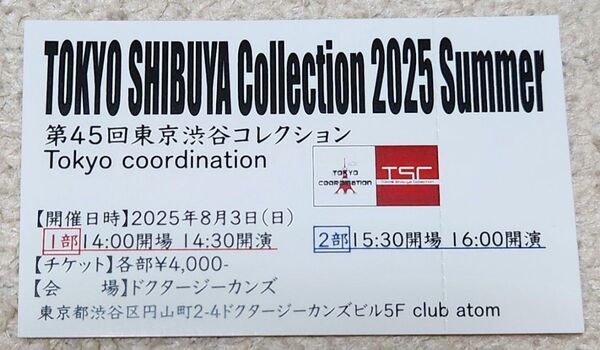 TOKYO SHIBUYA Collection 2025 Summer
第45回東京渋谷コレクション
Tokyo coordination
TOKYO
COORDINATION
TSC
TOKYO Shibuya Collection
【開催日時】2025年8月3日(日)
1部14:00開場 14:30開演 2部15:30開場 16:00開演
【チケット】各部¥4,000-
【会 場】ドクタージーカンズ
東京都渋谷区円山町2-4ドクタージーカンズビル5F club atom